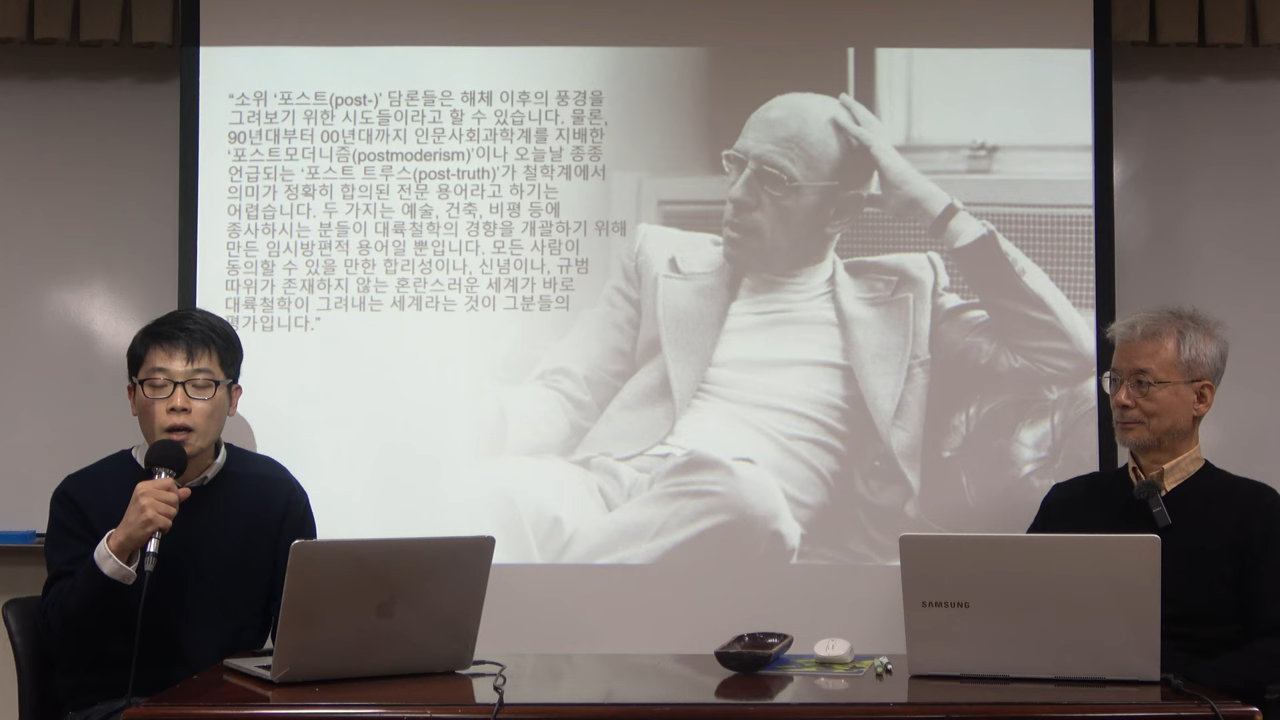 “소위 ‘포스트(post-)’ 담론들은 해체 이후의 풍경을
그려보기 위한 시도들이라고 할 수 있습니다. 물론,
90년대부터 00년대까지 인문사회과학계를 지배한
‘포스트모더니즘(postmoderism)’이나 오늘날 종종
언급되는 ‘포스트 트루스(post-truth)’가 철학계에서
의미가 정확히 합의된 전문 용어라고 하기는
어렵습니다. 두 가지는 예술, 건축, 비평 등에
종사하시는 분들이 대륙철학의 경향을 개괄하기 위해
만든 임시방편적 용어일 뿐입니다. 모든 사람이
동의할 수 있을 만한 합리성이나, 신념이나, 규범
따위가 존재하지 않는 혼란스러운 세계가 바로
대륙철학이 그려내는 세계라는 것이 그분들의
평가입니다.”
SAMSUNG